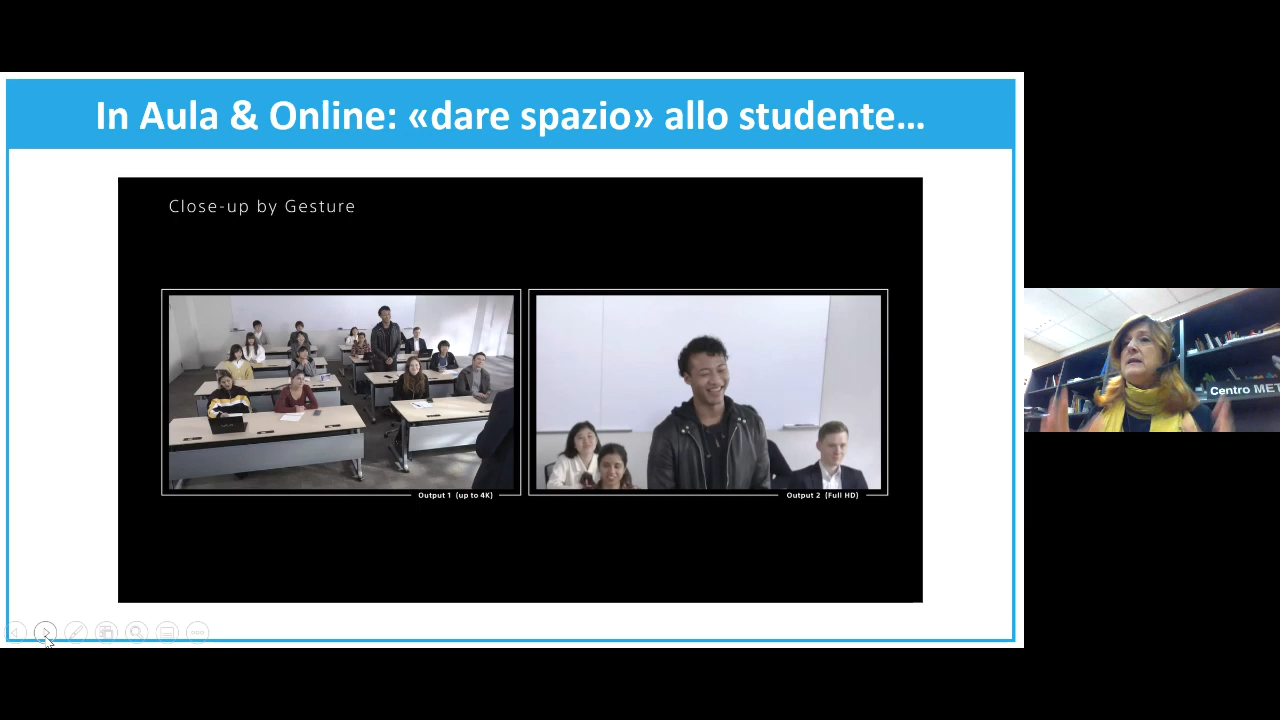 In Aula & Online: «dare spazio» allo studente...
Close-up by Gesture
Output 1 (up to 4K)
Output 2 (Full HD)
Centro MET